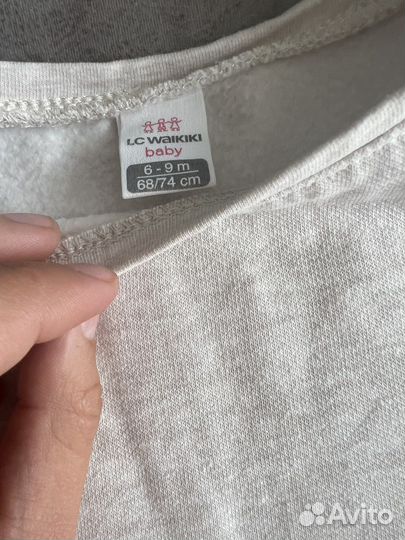 LC WAIKIKI
baby
6 - 9 m
68/74 cm
Avito